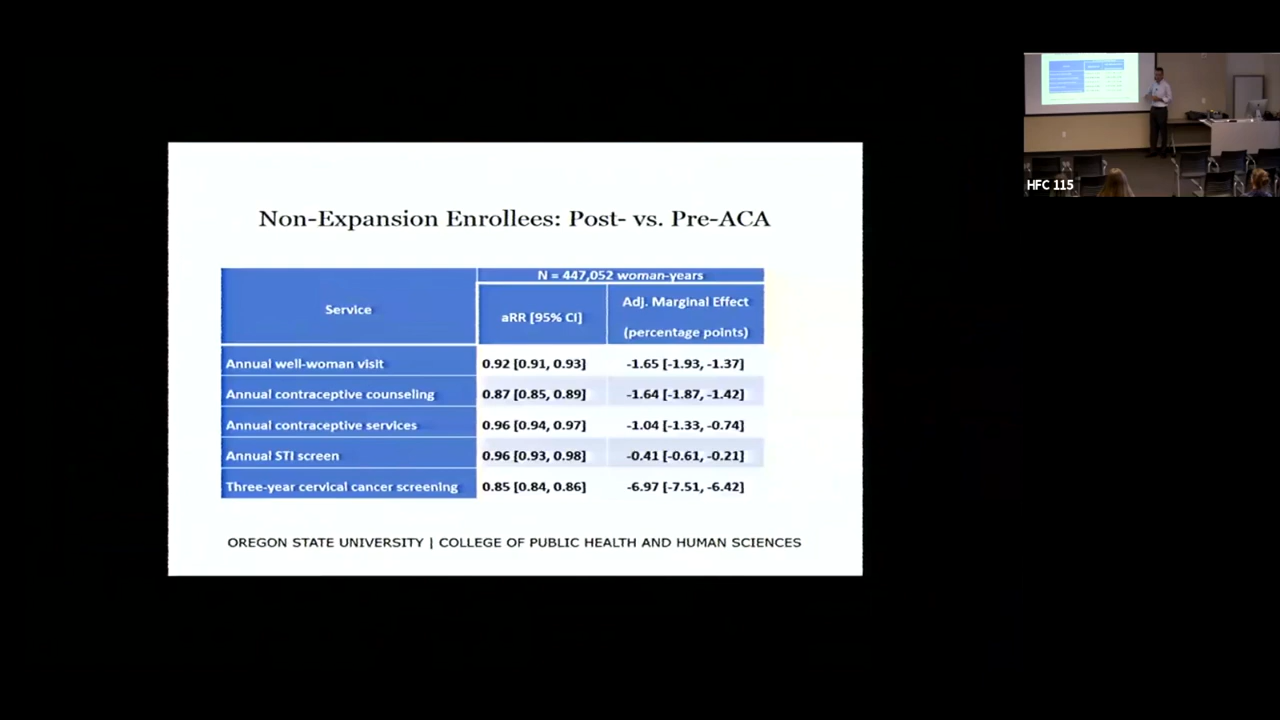 Non-Expansion Enrollees: Post- vs. Pre-ACA
N = 447,052 woman-years
Service
aRR [95% CI]
Adj. Marginal Effect
(percentage points)
Annual well-woman visit 0.92 [0.91, 0.93] -1.65 [-1.93, -1.37]
Annual contraceptive counseling 0.87 [0.85, 0.89] -1.64 [-1.87, -1.42]
Annual contraceptive services 0.96 [0.94, 0.97] -1.04 [-1.33, -0.74]
Annual STI screen 0.96 [0.93, 0.98] -0.41 [-0.61, -0.21]
Three-year cervical cancer screening 0.85 [0.84, 0.86] -6.97 [-7.51, -6.42]
OREGON STATE UNIVERSITY | COLLEGE OF PUBLIC HEALTH AND HUMAN SCIENCES
HFC 115